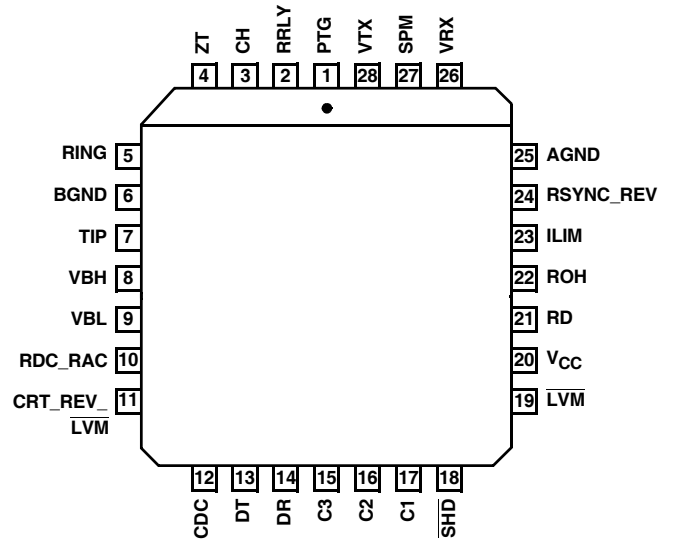 ZT CH RRLY PTG VTX SPM VRX
4 3 2 1 28 27 26
RING 5
BGND 6
TIP 7
VBH 8
VBL 9
RDC_RAC 10
CRT_REV_ 11
LVM
25 AGND
24 RSYNC_REV
23 ILIM
22 ROH
21 RD
20 VCC
19 LVM
12 13 14 15 16 17 18
CDC DT DR C3 C2 C1 SHD